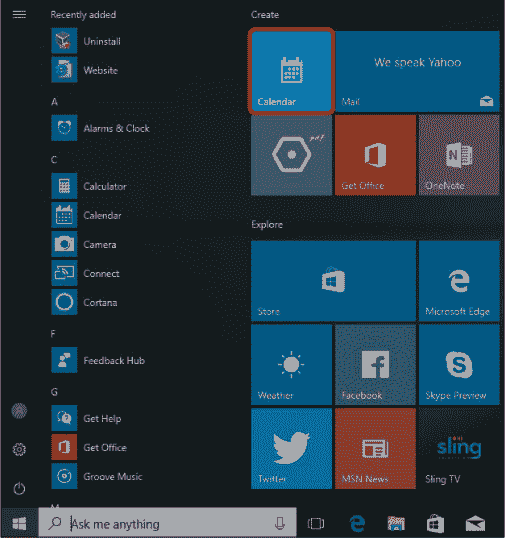 Recently added
Uninstall
Website
A
Alarms & Clock
C
Calculator
Calendar
Camera
Connect
Cortana
F
Feedback Hub
G
Get Help
Get Office
Groove Music
M
Create
Calendar
We speak Yahoo
Mail
Get Office
OneNote
Explore
Store
Microsoft Edge
Weather
Facebook
Skype Preview
Twitter
MSN News
sling
Sling TV
Ask me anything